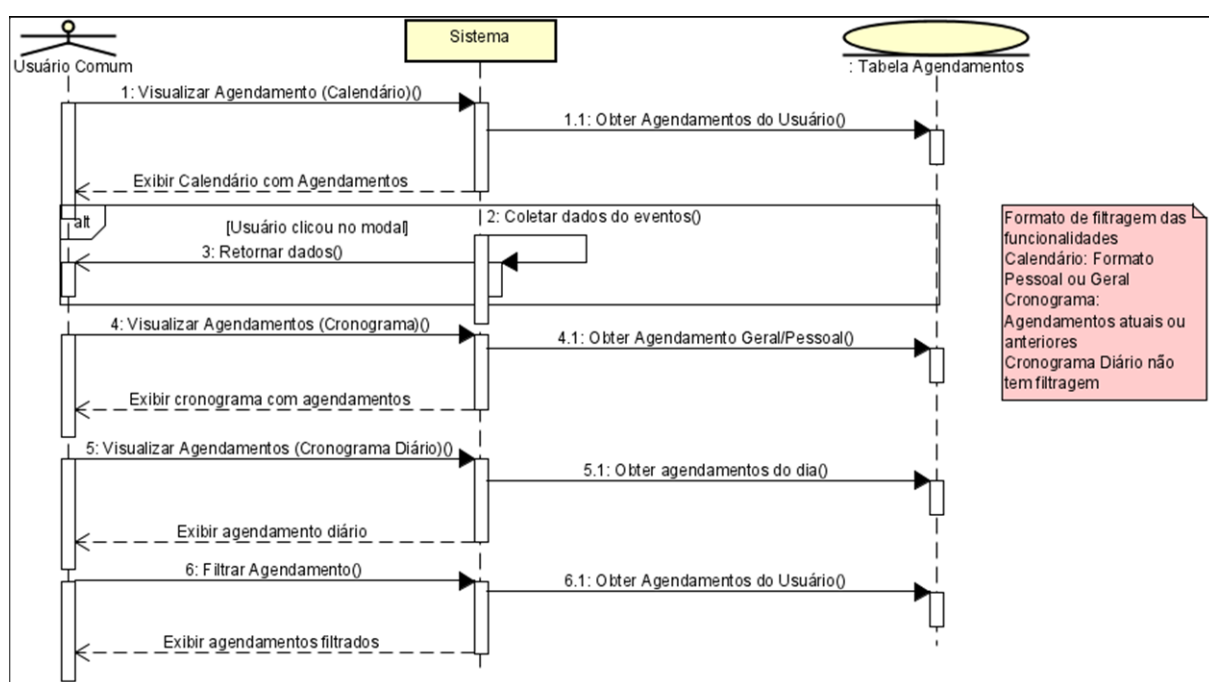 Usuário Comum
Sistema
: Tabela Agendamentos
1: Visualizar Agendamento (Calendário)()
1.1: Obter Agendamentos do Usuário()
Exibir Calendário com Agendamentos
alt
[Usuário clicou no modal]
2: Coletar dados do eventos()
3: Retornar dados()
4: Visualizar Agendamentos (Cronograma)()
4.1: Obter Agendamento Geral/Pessoal()
Exibir cronograma com agendamentos
5: Visualizar Agendamentos (Cronograma Diário)()
5.1: Obter agendamentos do dia()
Exibir agendamento diário
6: Filtrar Agendamento()
6.1: Obter Agendamentos do Usuário()
Exibir agendamentos filtrados
Formato de filtragem das
funcionalidades
Calendário: Formato
Pessoal ou Geral
Cronograma:
Agendamentos atuais ou
anteriores
Cronograma Diário não
tem filtragem